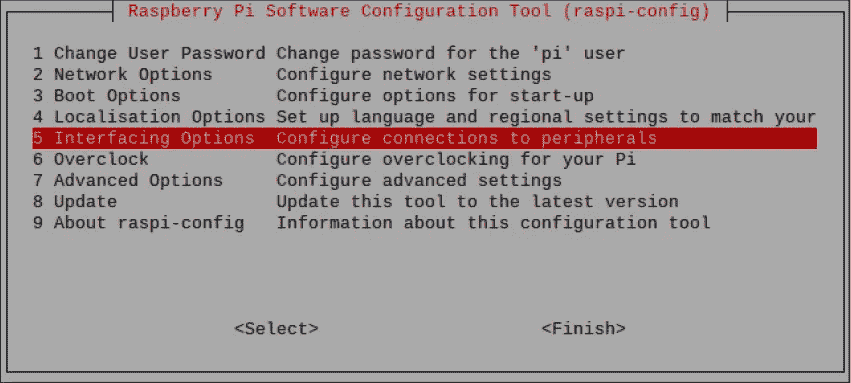 Raspberry Pi Software Configuration Tool (raspi-config)
1 Change User Password Change password for the 'pi' user
2 Network Options Configure network settings
3 Boot Options Configure options for start-up
4 Localisation Options Set up language and regional settings to match your
5 Interfacing Options Configure connections to peripherals
6 Overclock Configure overclocking for your Pi
7 Advanced Options Configure advanced settings
8 Update Update this tool to the latest version
9 About raspi-config Information about this configuration tool
<Select> <Finish>